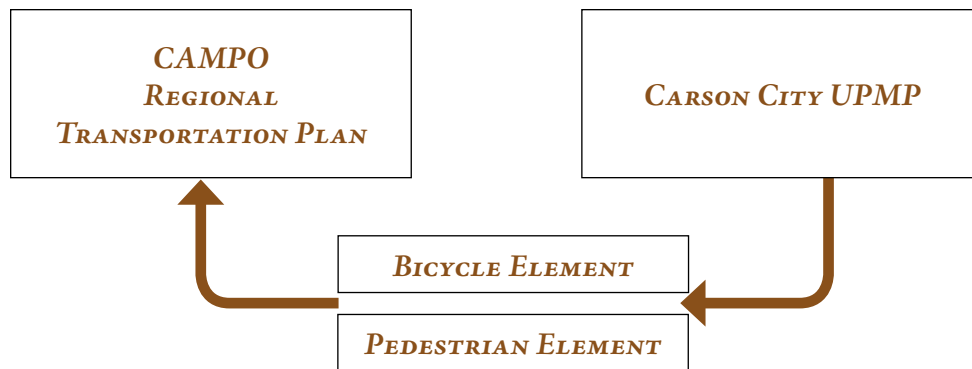 CAMPO
Regional
Transportation Plan
Carson City UPMP
Bicycle Element
Pedestrian Element